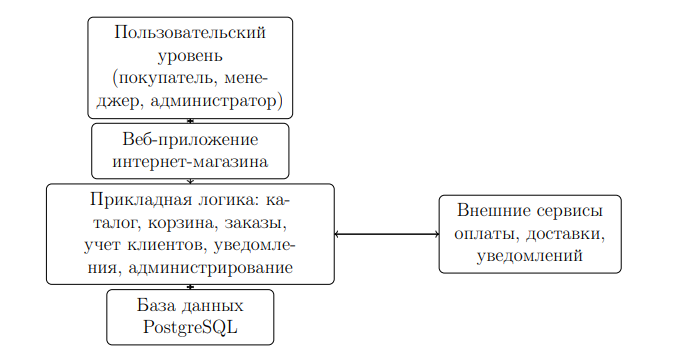 Пользовательский
уровень
(покупатель, мене-
джер, администратор)
Веб-приложение
интернет-магазина
Прикладная логика: ка-
талог, корзина, заказы,
учет клиентов, уведомле-
ния, администрирование
Внешние сервисы
оплаты, доставки,
уведомлений
База данных
PostgreSQL